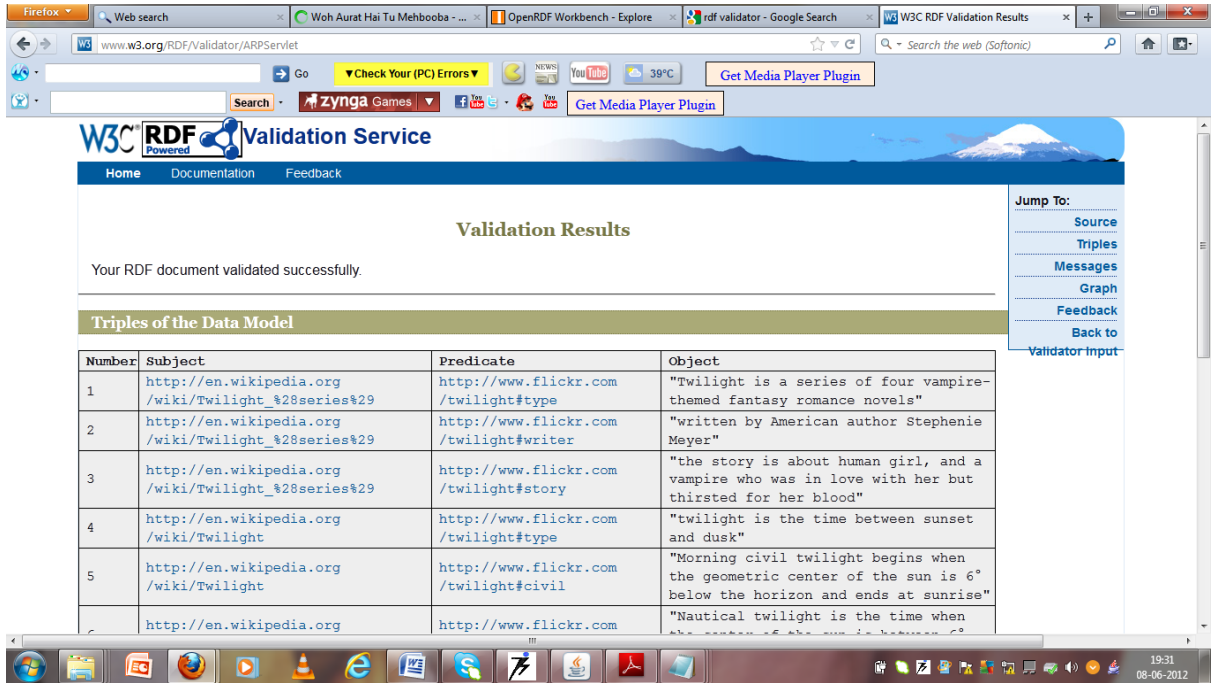 Firefox
Web search
Woh Aurat Hai Tu Mehbooba - ...
OpenRDF Workbench - Explore
rdf validator - Google Search
W3C RDF Validation Results
W3 www.w3.org/RDF/Validator/ARPServlet
Search the web (Softonic)
Go
▼Check Your (PC) Errors▼
NEWS
You Tube
39°C
Get Media Player Plugin
Search
zynga Games
You Tube
You Tube
Get Media Player Plugin
W3C RDF Powered Validation Service
Home Documentation Feedback
Jump To:
Source
Triples
Messages
Graph
Feedback
Back to
Validator Input
Validation Results
Your RDF document validated successfully.
Triples of the Data Model
Number Subject Predicate Object
1 http://en.wikipedia.org http://www.flickr.com "Twilight is a series of four vampire-
/wiki/Twilight_%28series%29 /twilight#type themed fantasy romance novels"
2 http://en.wikipedia.org http://www.flickr.com "written by American author Stephenie
/wiki/Twilight_%28series%29 /twilight#writer Meyer"
"the story is about human girl, and a
3 http://en.wikipedia.org http://www.flickr.com vampire who was in love with her but
/wiki/Twilight_%28series%29 /twilight#story thirsted for her blood"
4 http://en.wikipedia.org http://www.flickr.com "twilight is the time between sunset
/wiki/Twilight /twilight#type and dusk"
"Morning civil twilight begins when
5 http://en.wikipedia.org http://www.flickr.com the geometric center of the sun is 6°
/wiki/Twilight /twilight#civil below the horizon and ends at sunrise"
http://en.wikipedia.org http://www.flickr.com "Nautical twilight is the time when
19:31
08-06-2012